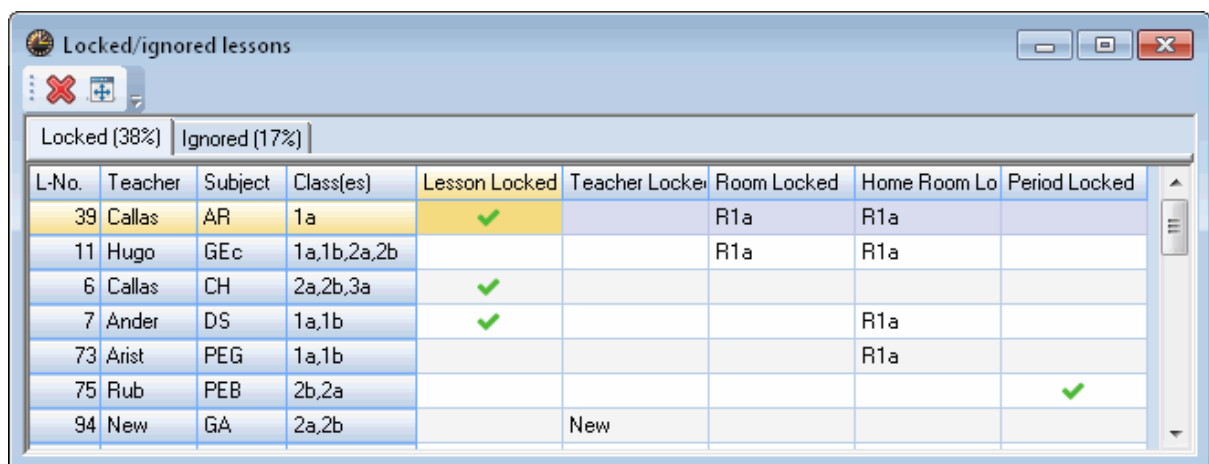 Locked/ignored lessons
Locked (38%) Ignored (17%)
L-No. Teacher Subject Class(es) Lesson Locked Teacher Locke Room Locked Home Room Lo Period Locked
39 Callas AR 1a R1a R1a
11 Hugo GEc 1a,1b,2a,2b R1a R1a
6 Callas CH 2a,2b,3a
7 Ander DS 1a,1b R1a
73 Arist PEG 1a,1b R1a
75 Rub PEB 2b,2a
94 New GA 2a,2b New